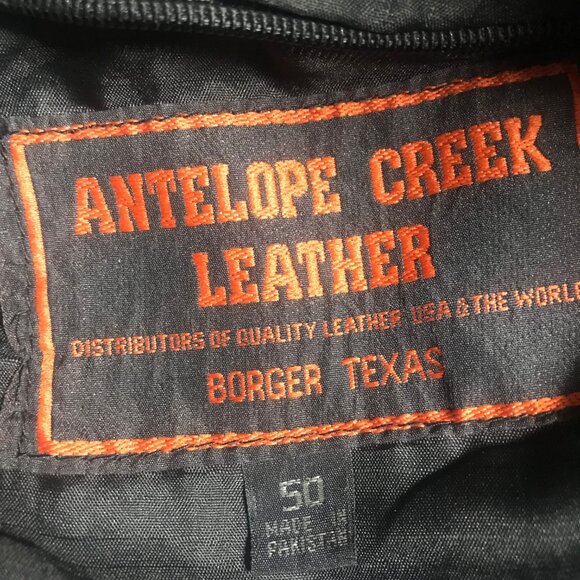 ANTELOPE CREEK
LEATHER
DISTRIBUTORS OF QUALITY LEATHER USA & THE WORLD
BORGER TEXAS
50
MADE IN
PAKISTAN